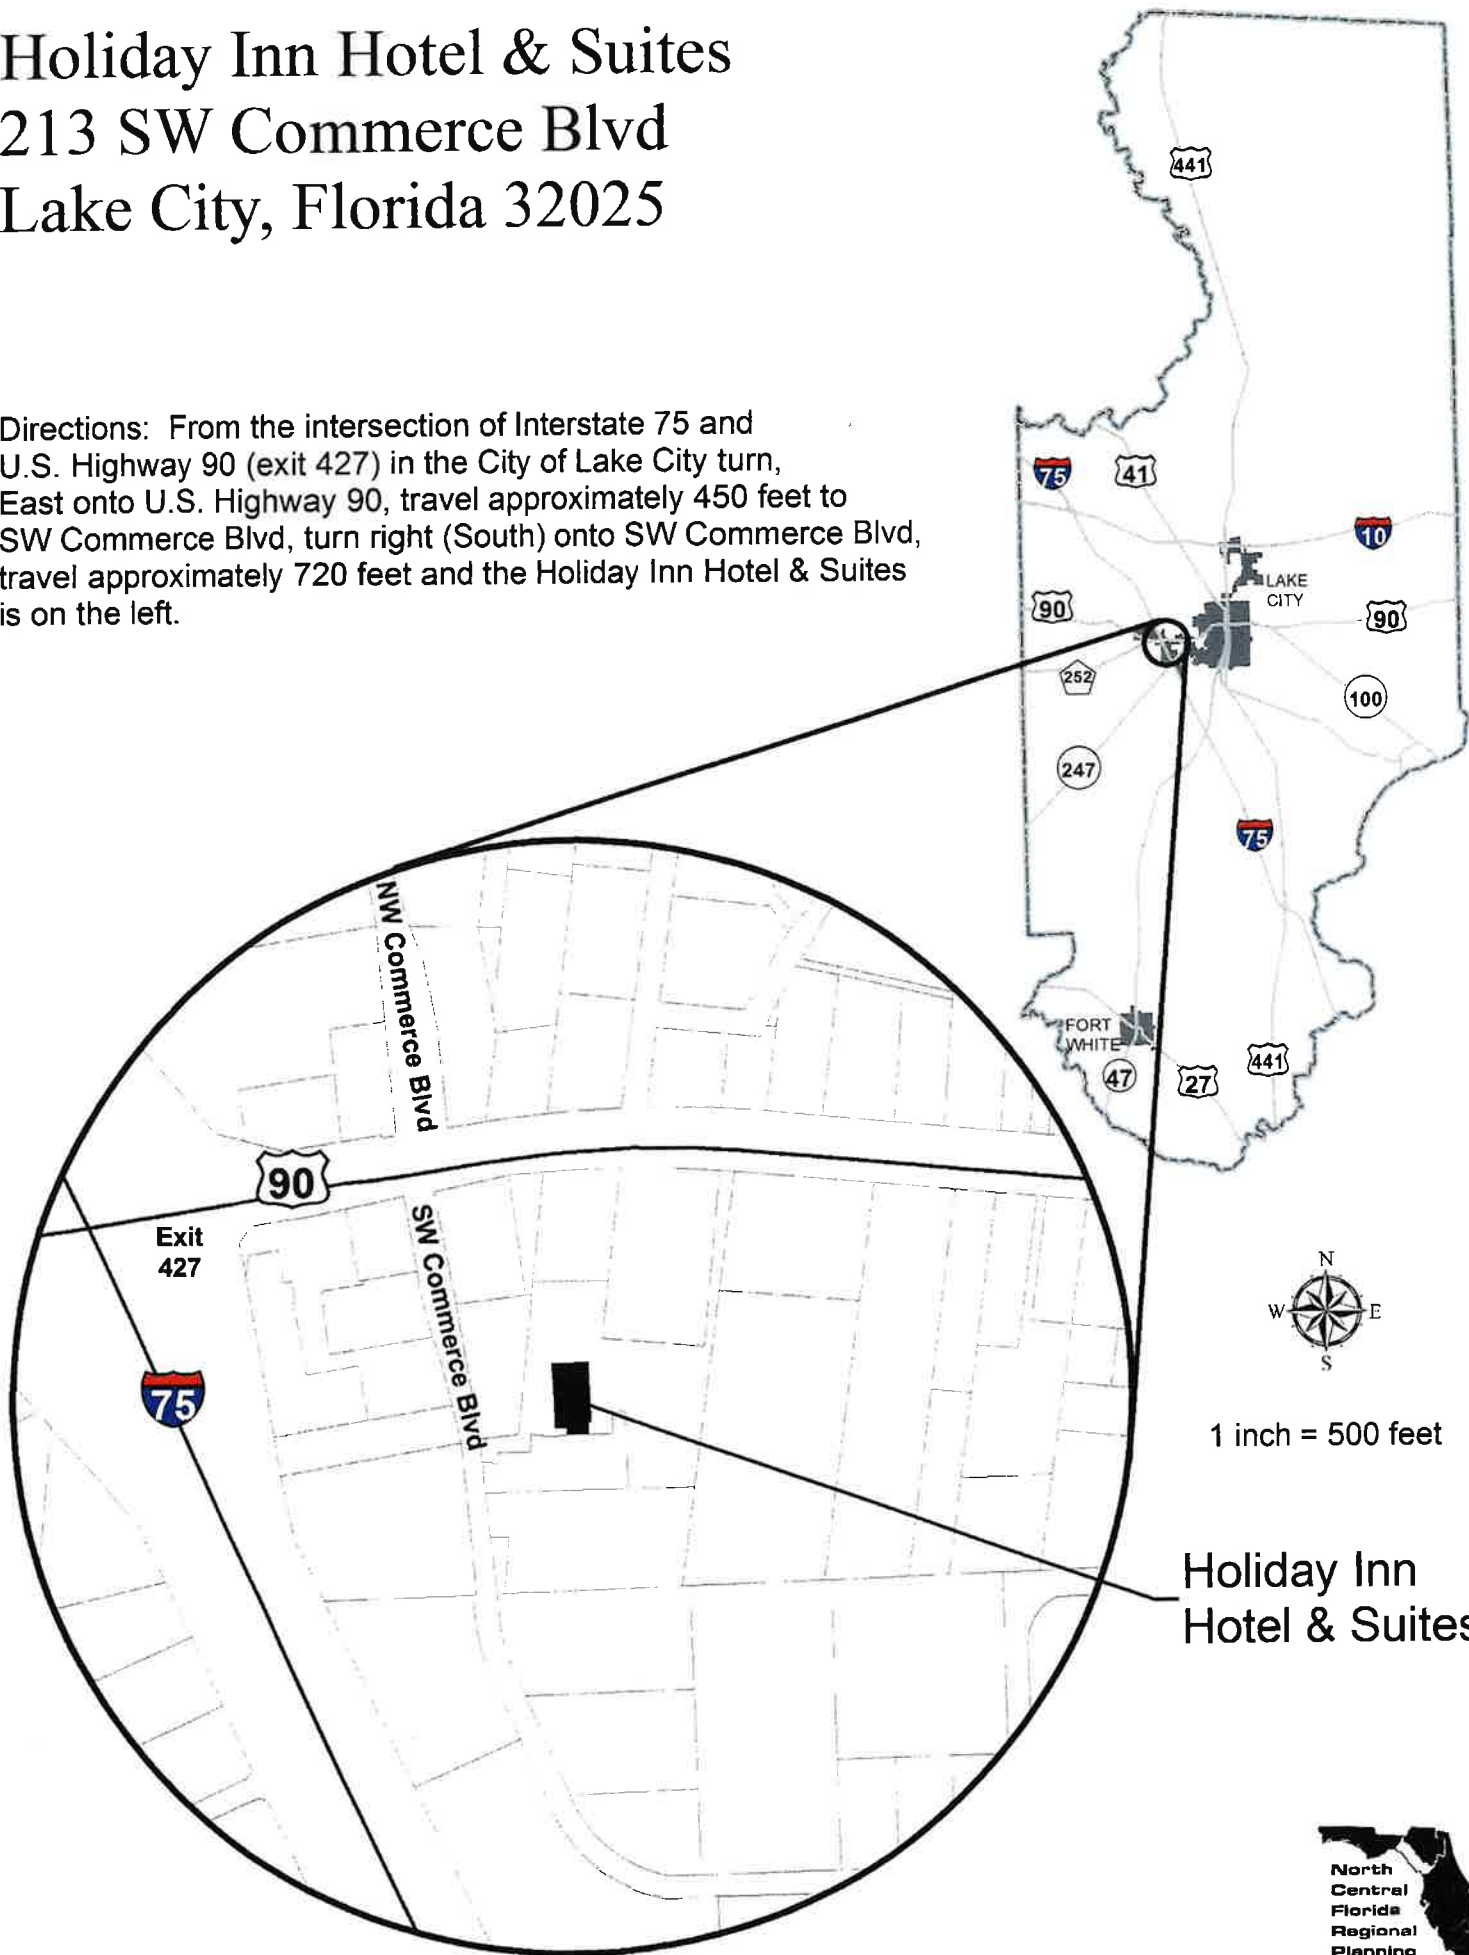 Holiday Inn Hotel & Suites
213 SW Commerce Blvd
Lake City, Florida 32025
Directions: From the intersection of Interstate 75 and
U.S. Highway 90 (exit 427) in the City of Lake City turn,
East onto U.S. Highway 90, travel approximately 450 feet to
SW Commerce Blvd, turn right (South) onto SW Commerce Blvd,
travel approximately 720 feet and the Holiday Inn Hotel & Suites
is on the left.
441
75
41
10
LAKE
CITY
90
90
252
100
247
75
FORT
WHITE
47
27
441
NW Commerce Blvd
90
Exit
427
SW Commerce Blvd
75
N
W
E
S
1 inch = 500 feet
Holiday Inn
Hotel & Suites
North
Central
Florida
Regional
Planning